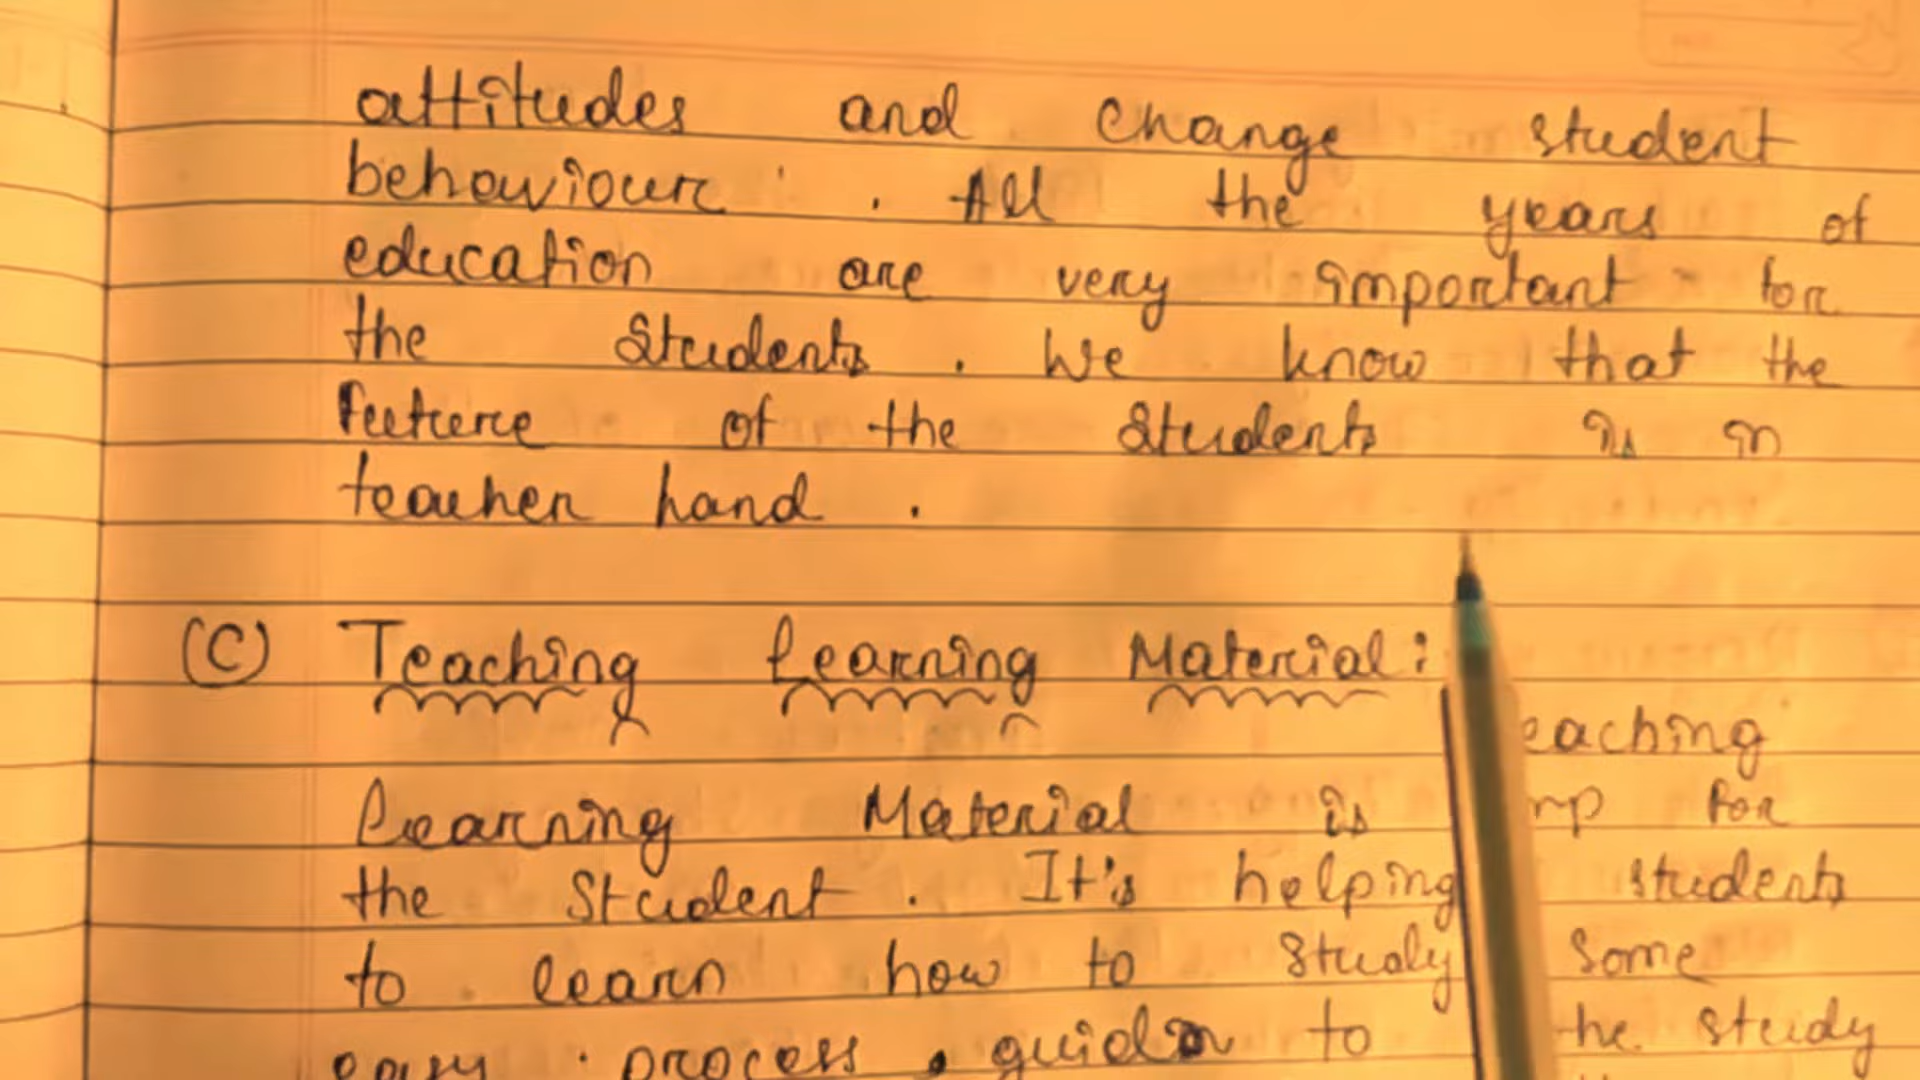 attitudes and change student
behaviour . All the years of
education are very important for
the students . We know that the
future of the students is in
teacher hand .
(C) Teaching Learning Material :
eaching
Learning Material is for
the Student . It's helping students
to learn how to study some
easy process . to the study